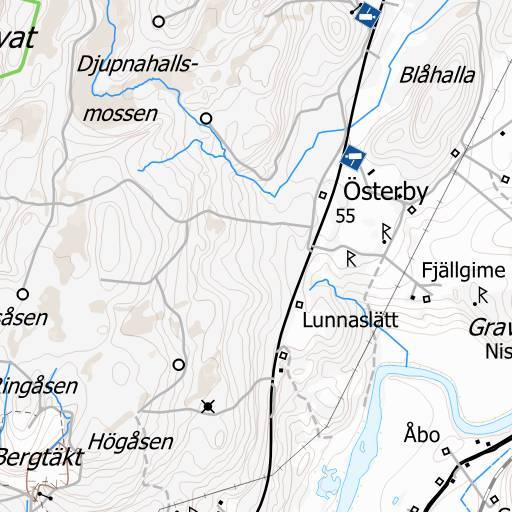 vat
Djupnahalls-
mossen
Blåhalla
Österby
55
Fjällgime
Lunnaslätt
Grav
Nis
åsen
Ringåsen
Högåsen
Bergtäkt
Åbo